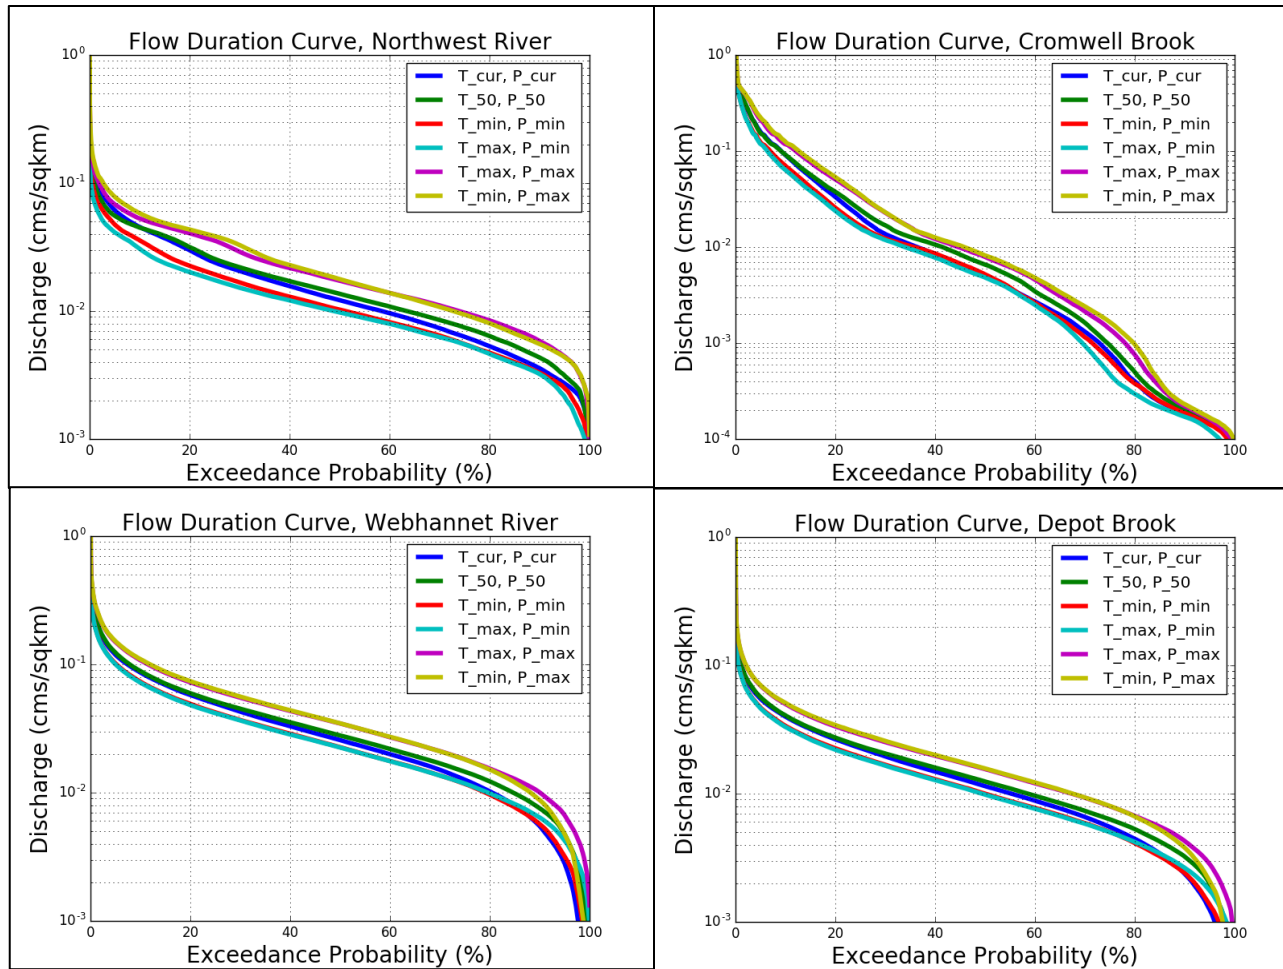 Flow Duration Curve, Northwest River
10^0
10^-1
10^-2
10^-3
Discharge (cms/sqkm)
T_cur, P_cur
T_50, P_50
T_min, P_min
T_max, P_min
T_max, P_max
T_min, P_max
0 20 40 60 80 100
Exceedance Probability (%)
Flow Duration Curve, Cromwell Brook
10^0
10^-1
10^-2
10^-3
10^-4
Discharge (cms/sqkm)
T_cur, P_cur
T_50, P_50
T_min, P_min
T_max, P_min
T_max, P_max
T_min, P_max
0 20 40 60 80 100
Exceedance Probability (%)
Flow Duration Curve, Webhannet River
10^0
10^-1
10^-2
10^-3
Discharge (cms/sqkm)
T_cur, P_cur
T_50, P_50
T_min, P_min
T_max, P_min
T_max, P_max
T_min, P_max
0 20 40 60 80 100
Exceedance Probability (%)
Flow Duration Curve, Depot Brook
10^0
10^-1
10^-2
10^-3
Discharge (cms/sqkm)
T_cur, P_cur
T_50, P_50
T_min, P_min
T_max, P_min
T_max, P_max
T_min, P_max
0 20 40 60 80 100
Exceedance Probability (%)